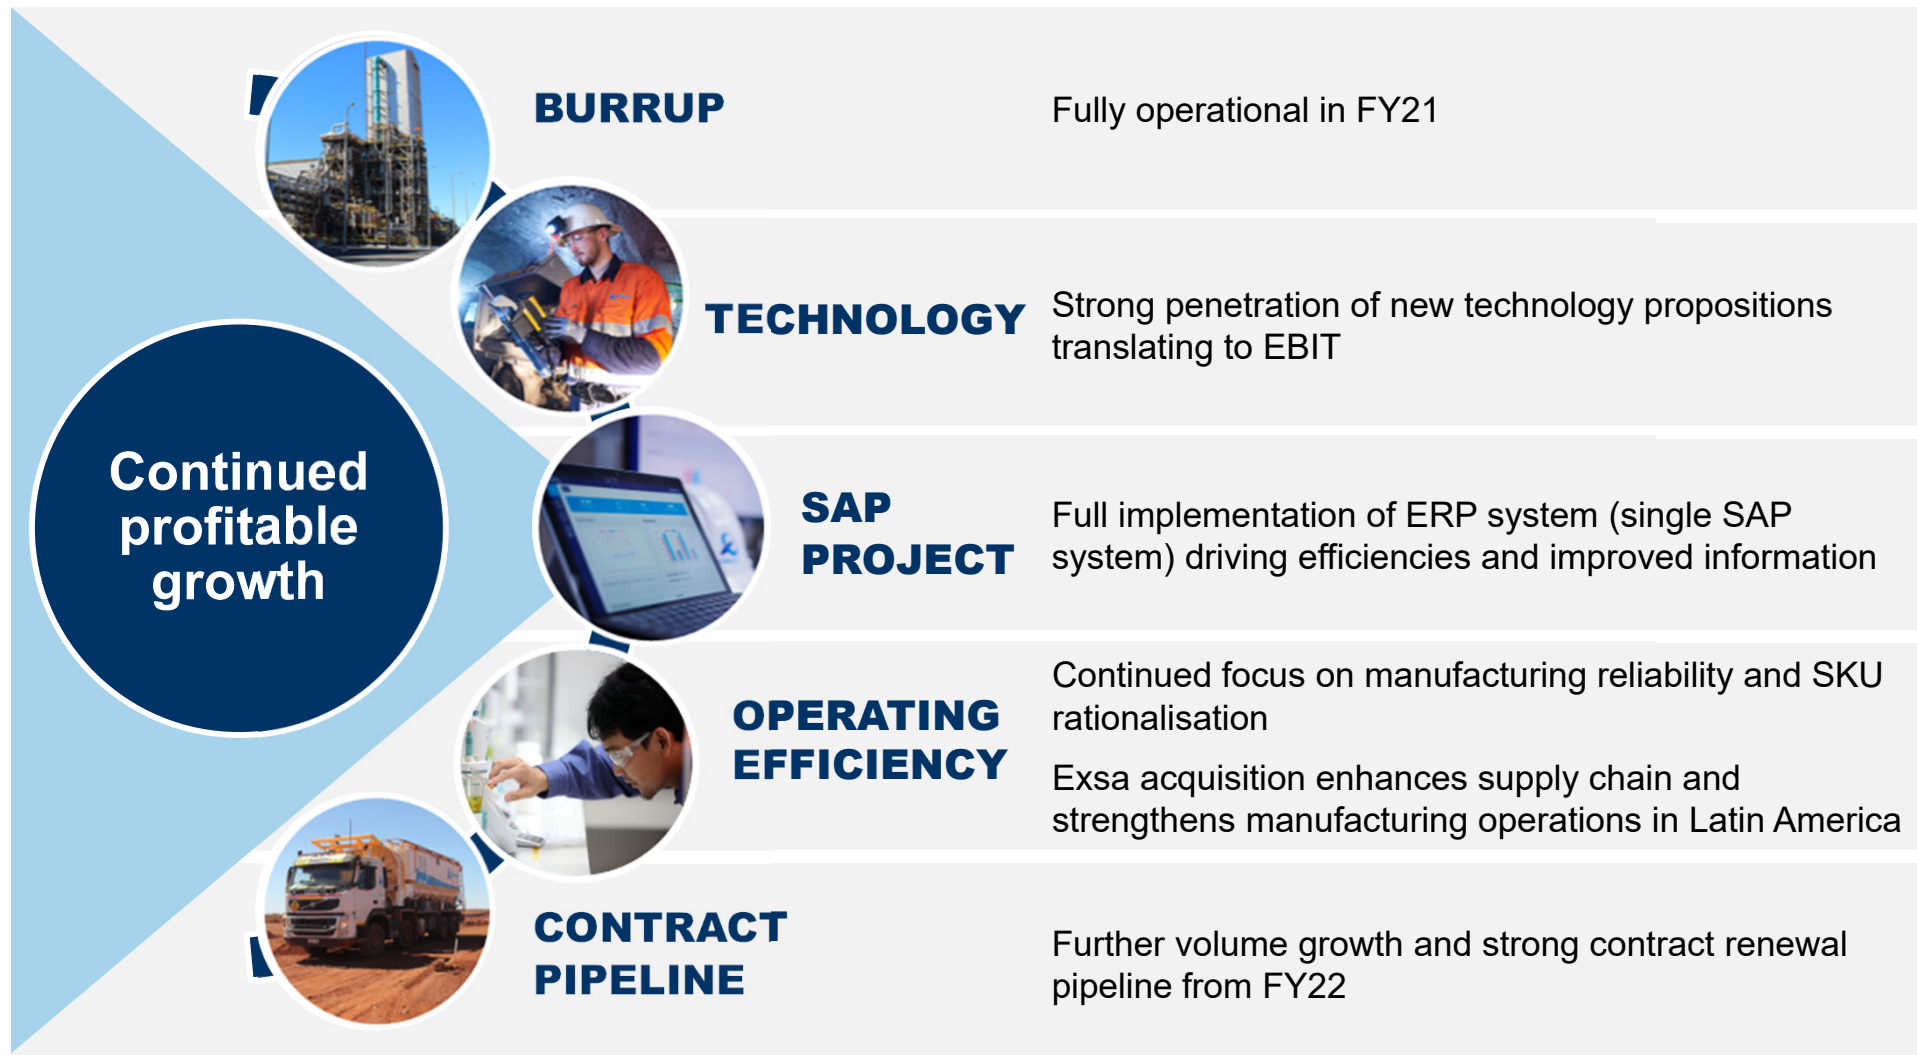 Continued
profitable
growth
BURRUP
Fully operational in FY21
TECHNOLOGY
Strong penetration of new technology propositions
translating to EBIT
SAP
PROJECT
Full implementation of ERP system (single SAP
system) driving efficiencies and improved information
OPERATING
EFFICIENCY
Continued focus on manufacturing reliability and SKU
rationalisation
Exsa acquisition enhances supply chain and
strengthens manufacturing operations in Latin America
CONTRACT
PIPELINE
Further volume growth and strong contract renewal
pipeline from FY22